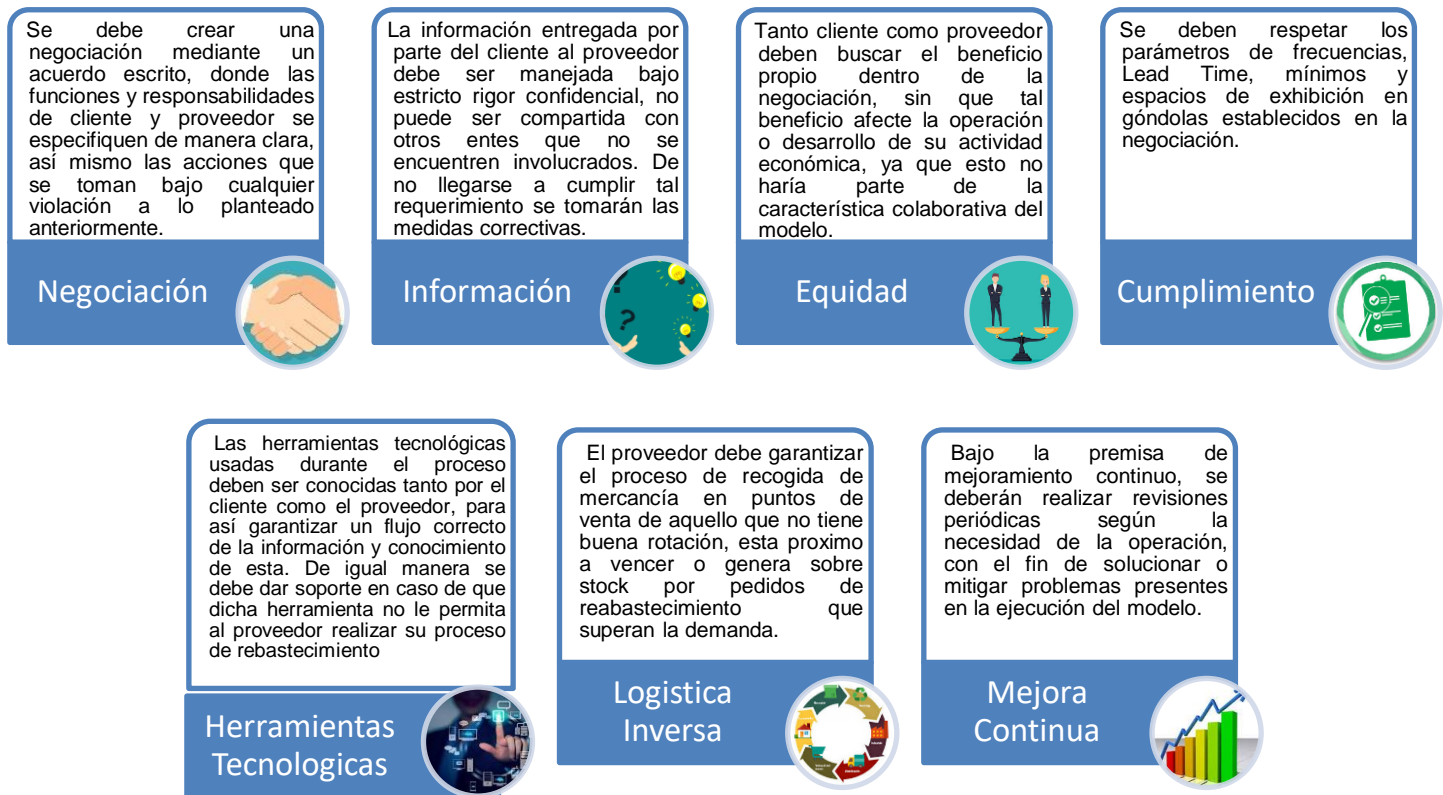 Se debe crear una
negociación mediante un
acuerdo escrito, donde las
funciones y responsabilidades
de cliente y proveedor se
especifiquen de manera clara,
así mismo las acciones que
se toman bajo cualquier
violación a lo planteado
anteriormente.
Negociación
La información entregada por
parte del cliente al proveedor
debe ser manejada bajo
estricto rigor confidencial, no
puede ser compartida con
otros entes que no se
encuentren involucrados. De
no llegarse a cumplir tal
requerimiento se tomarán las
medidas correctivas.
Información
Tanto cliente como proveedor
deben buscar el beneficio
propio dentro de la
negociación, sin que tal
beneficio afecte la operación
o desarrollo de su actividad
económica, ya que esto no
haría parte de la
característica colaborativa del
modelo.
Equidad
Se deben respetar los
parámetros de frecuencias,
Lead Time, mínimos y
espacios de exhibición en
góndolas establecidos en la
negociación.
Cumplimiento
Las herramientas tecnológicas
usadas durante el proceso
deben ser conocidas tanto por el
cliente como el proveedor, para
así garantizar un flujo correcto
de la información y conocimiento
de esta. De igual manera se
debe dar soporte en caso de que
dicha herramienta no le permita
al proveedor realizar su proceso
de rebastecimiento
Herramientas
Tecnologicas
El proveedor debe garantizar
el proceso de recogida de
mercancía en puntos de
venta de aquello que no tiene
buena rotación, esta proximo
a vencer o genera sobre
stock por pedidos de
reabastecimiento que
superan la demanda.
Logistica
Inversa
Bajo la premisa de
mejoramiento continuo, se
deberán realizar revisiones
periódicas según la
necesidad de la operación,
con el fin de solucionar o
mitigar problemas presentes
en la ejecución del modelo.
Mejora
Continua